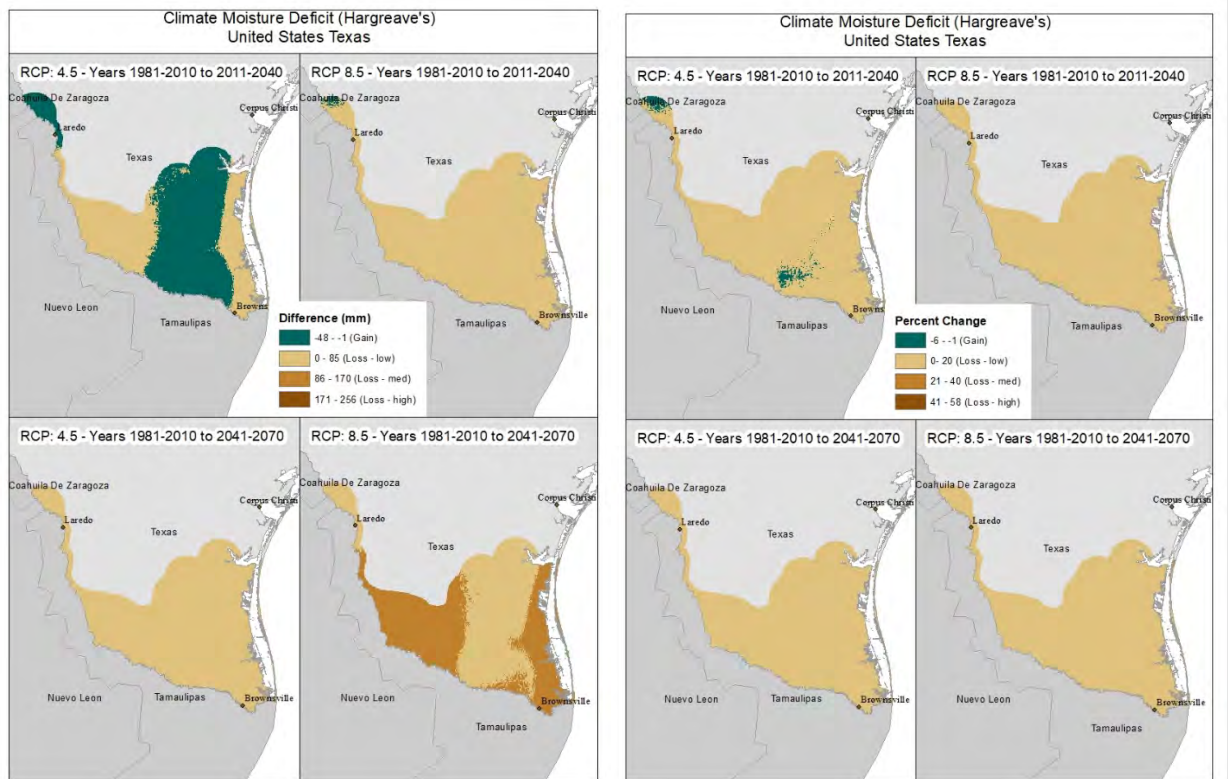 Climate Moisture Deficit (Hargreave's)
United States Texas
RCP: 4.5 - Years 1981-2010 to 2011-2040
Coahuila De Zaragoza
Corpus Christi
Laredo
Texas
Nuevo Leon
Tamaulipas
Browns
RCP 8.5 - Years 1981-2010 to 2011-2040
Coahuila De Zaragoza
Corpus Christi
Laredo
Texas
Brownsville
Tamaulipas
Difference (mm)
-48 - -1 (Gain)
0 - 85 (Loss - low)
86 - 170 (Loss - med)
171 - 256 (Loss - high)
RCP: 4.5 - Years 1981-2010 to 2041-2070
Coahuila De Zaragoza
Corpus Christi
Laredo
Texas
Nuevo Leon
Tamaulipas
Brownsville
RCP: 8.5 - Years 1981-2010 to 2041-2070
Coahuila De Zaragoza
Corpus Christi
Laredo
Texas
Nuevo Leon
Brownsville
Tamaulipas
Climate Moisture Deficit (Hargreave's)
United States Texas
RCP: 4.5 - Years 1981-2010 to 2011-2040
Coahuila De Zaragoza
Corpus Christi
Laredo
Texas
Nuevo Leon
Tamaulipas
Brownsville
RCP 8.5 - Years 1981-2010 to 2011-2040
Coahuila De Zaragoza
Corpus Christi
Laredo
Texas
Brownsville
Tamaulipas
Percent Change
-6 - -1 (Gain)
0- 20 (Loss - low)
21 - 40 (Loss - med)
41 - 58 (Loss - high)
RCP: 4.5 - Years 1981-2010 to 2041-2070
Coahuila De Zaragoza
Corpus Christi
Laredo
Texas
Nuevo Leon
Tamaulipas
Brownsville
RCP: 8.5 - Years 1981-2010 to 2041-2070
Coahuila De Zaragoza
Corpus Christi
Laredo
Texas
Nuevo Leon
Brownsville
Tamaulipas